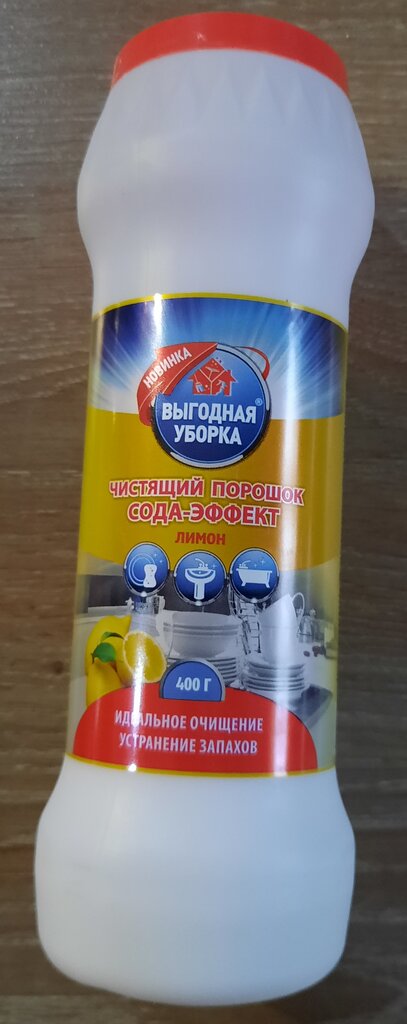 НОВИНКА
ВЫГОДНАЯ®
УБОРКА
ЧИСТЯЩИЙ ПОРОШОК
СОДА-ЭФФЕКТ
ЛИМОН
400 Г
ИДЕАЛЬНОЕ ОЧИЩЕНИЕ
УСТРАНЕНИЕ ЗАПАХОВ